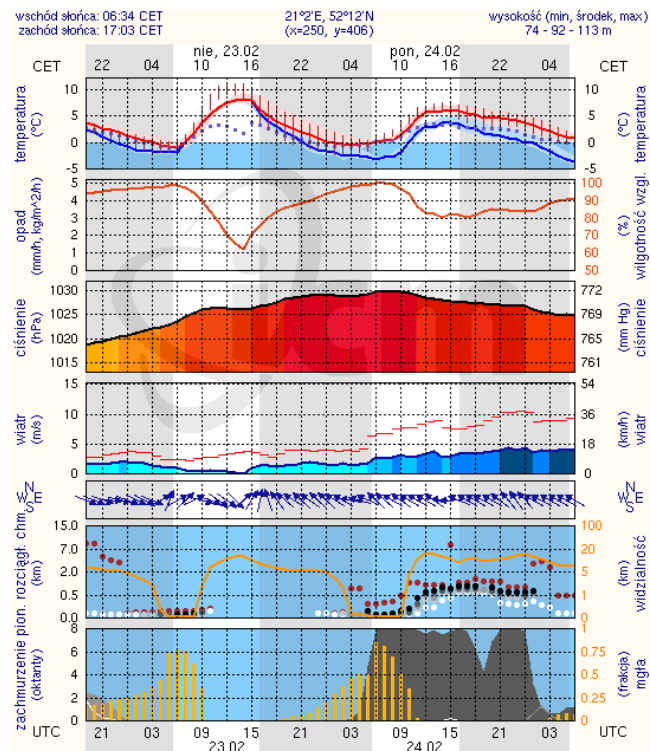 wschód słońca: 06:34 CET 21°2'E, 52°12'N wysokość (min, środek, max)
zachód słońca: 17:03 CET (x=250, y=406) 74 - 92 - 113 m
nie, 23.02 pon, 24.02
CET 22 04 10 16 22 04 10 16 22 04 CET
temperatura (°C)
10
5
0
-5
10
5
0
-5
(°C) temperatura
opad (mm/h, kg/m^2/h)
5
4
3
2
1
0
100
90
80
70
60
50
(%) wilgotność wzgl.
ciśnienie (hPa)
1030
1020
1013
772
769
765
761
(mm Hg) ciśnienie
wiatr (m/s)
15
10
5
0
54
36
18
0
(km/h) wiatr
N
W E
S
N
W E
S
pion. rozciągł. chm. (km)
15.0
7.0
2.0
0.5
0.0
100
20
5
1
0
(km) widzialność
zachmurzenie (oktanty)
8
6
4
2
0
1
0.75
0.5
0.25
0
(frakcja) mgła
UTC 21 03 09 15 21 03 09 15 21 03 UTC
23.02 24.02